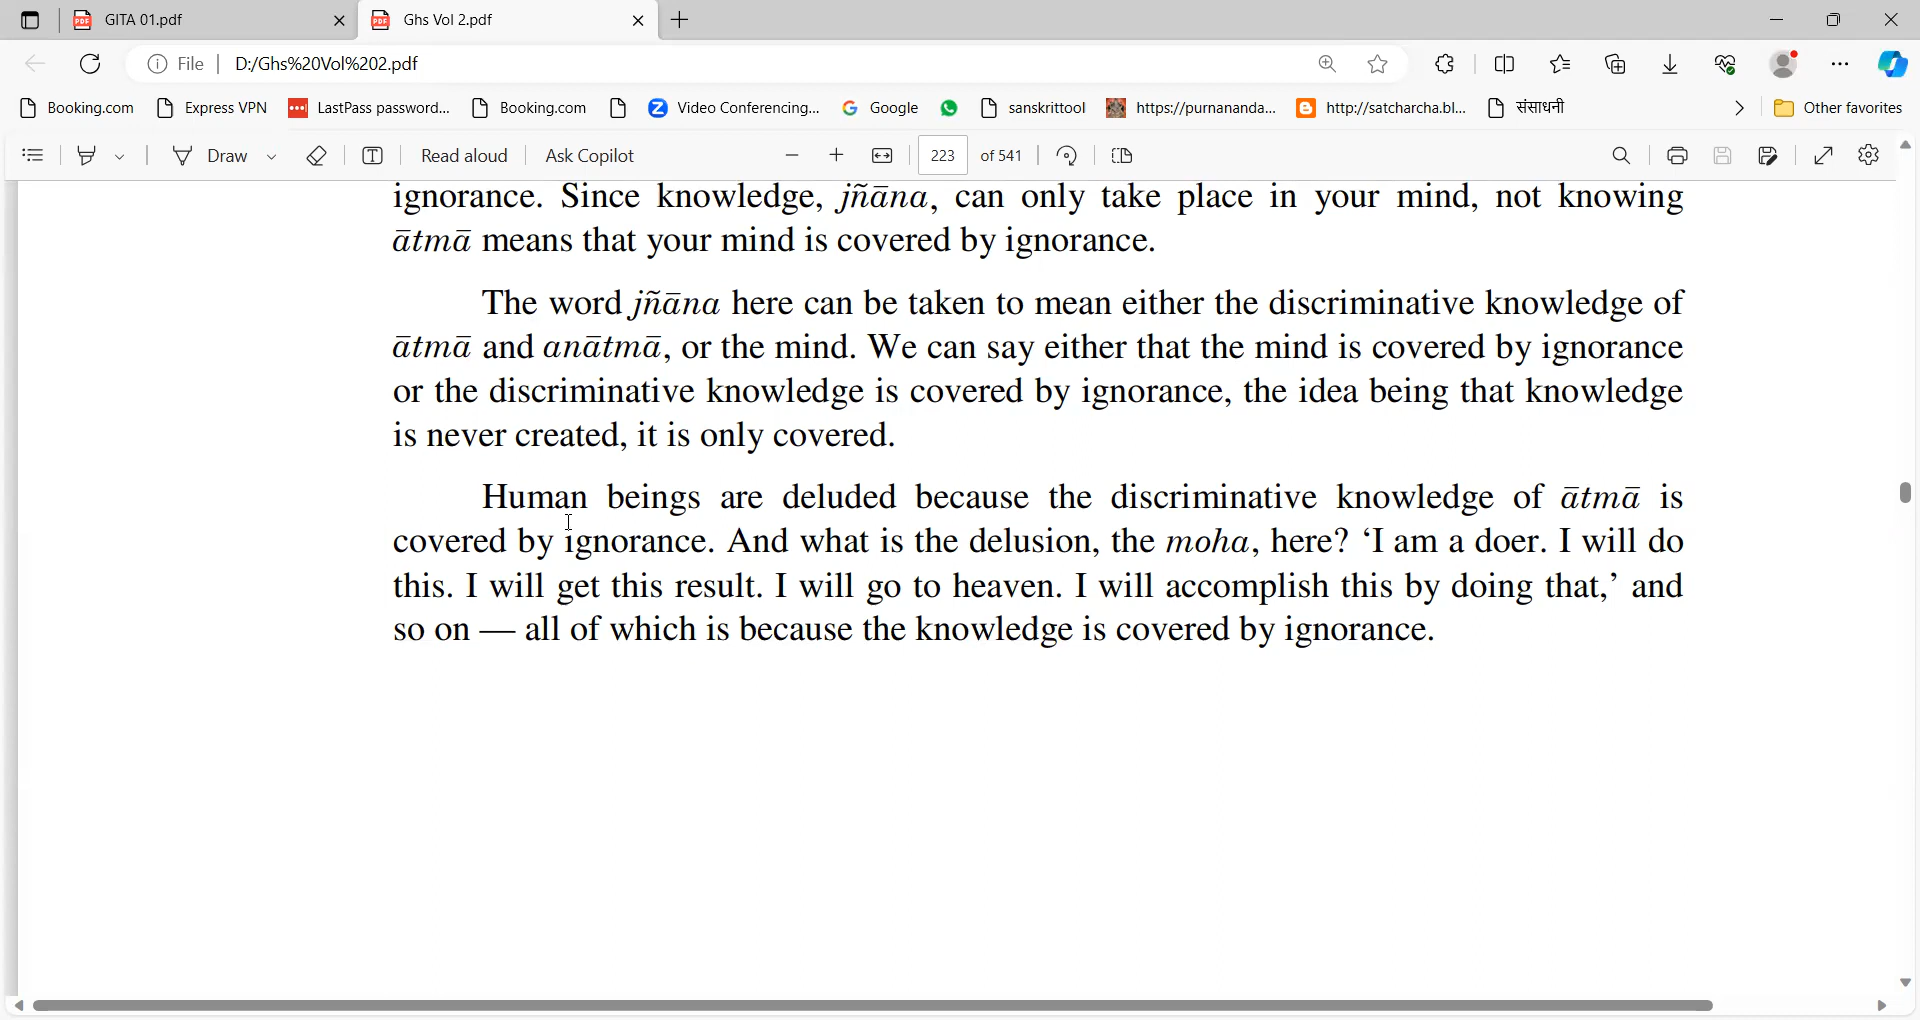 GITA 01.pdf
Ghs Vol 2.pdf
File | D:/Ghs%20Vol%202.pdf
Booking.com Express VPN LastPass password... Booking.com Video Conferencing... Google sanskrittool https://purnananda... http://satcharcha.bl... संसाधनी Other favorites
Draw Read aloud Ask Copilot 223 of 541
ignorance. Since knowledge, jñāna, can only take place in your mind, not knowing
ātmā means that your mind is covered by ignorance.
The word jñāna here can be taken to mean either the discriminative knowledge of
ātmā and anātmā, or the mind. We can say either that the mind is covered by ignorance
or the discriminative knowledge is covered by ignorance, the idea being that knowledge
is never created, it is only covered.
Human beings are deluded because the discriminative knowledge of ātmā is
covered by ignorance. And what is the delusion, the moha, here? ‘I am a doer. I will do
this. I will get this result. I will go to heaven. I will accomplish this by doing that,’ and
so on — all of which is because the knowledge is covered by ignorance.